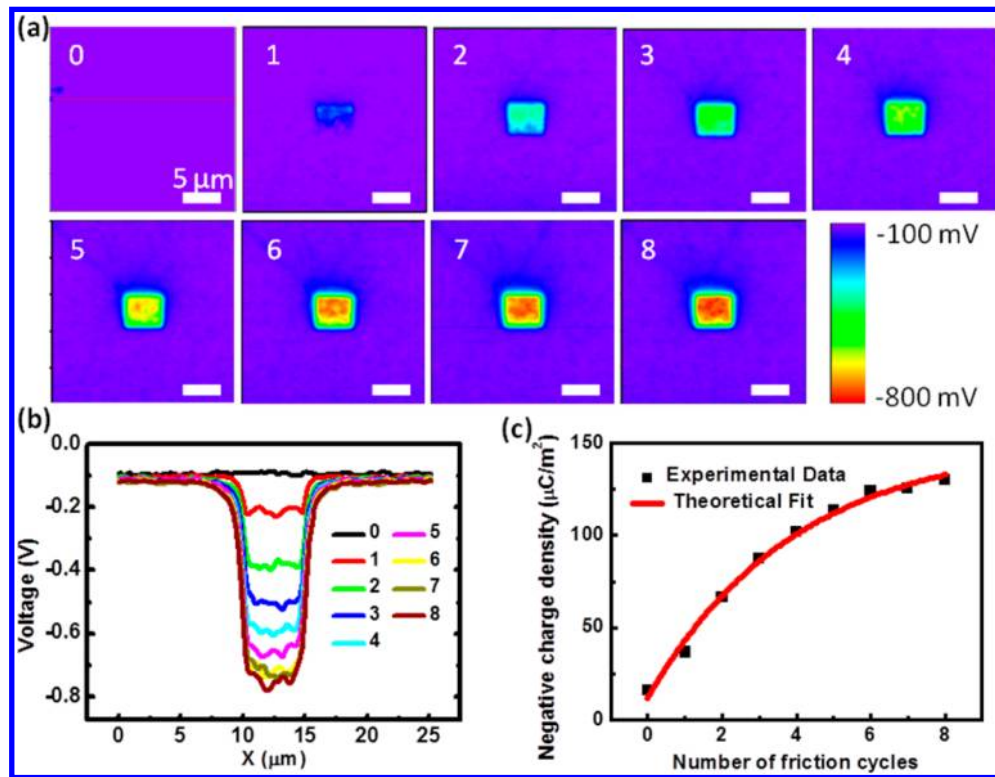 (a)
0
1
2
3
4
5 μm
5
6
7
8
-100 mV
-800 mV
(b)
0.0
-0.2
-0.4
-0.6
-0.8
Voltage (V)
0 5
1 6
2 7
3 8
4
0 5 10 15 20 25
X (μm)
(c)
150
100
50
0
Negative charge density (μC/m²)
Experimental Data
Theoretical Fit
0 2 4 6 8
Number of friction cycles